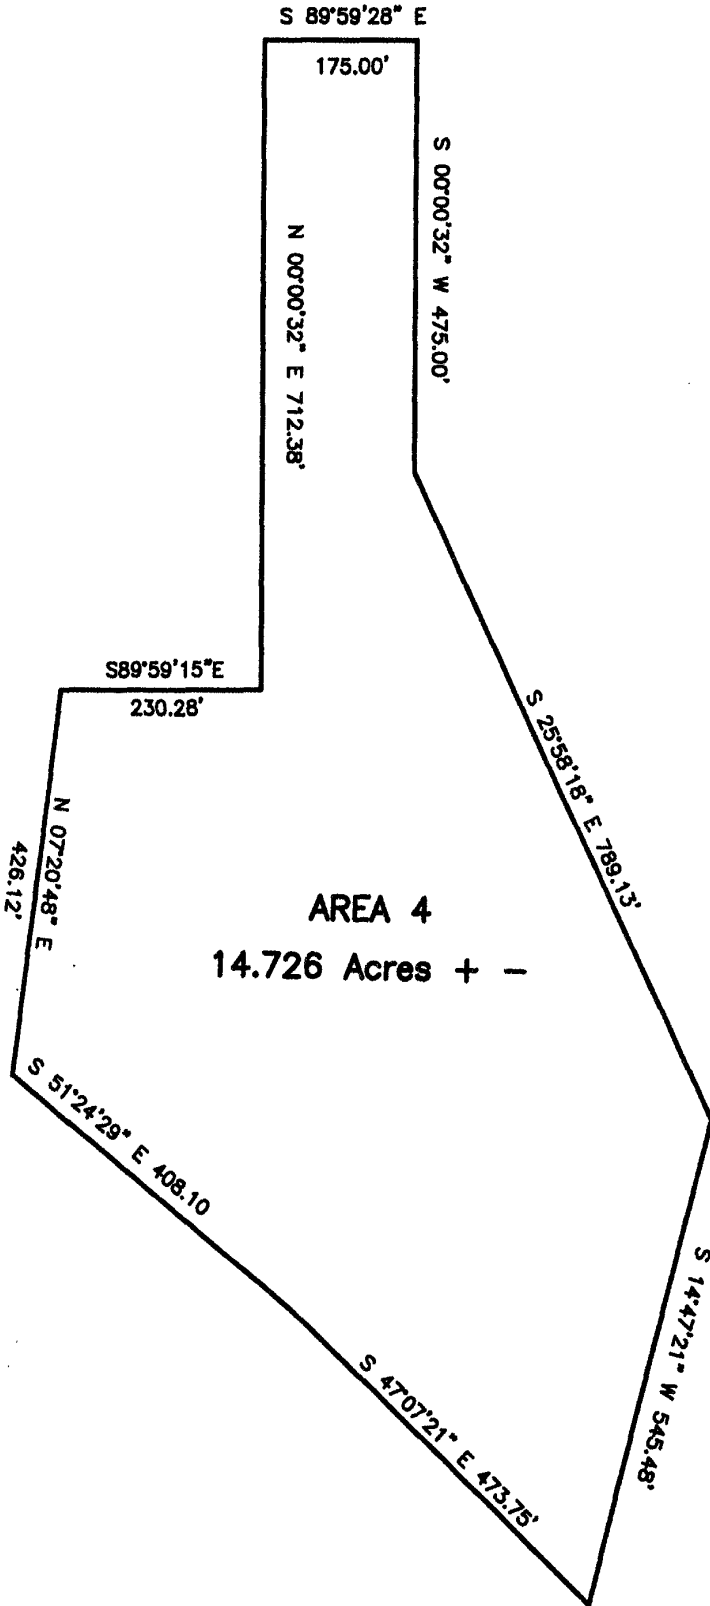 S 89°59'28" E
175.00'
S 00°00'32" W 475.00'
N 00°00'32" E 712.38'
S89°59'15"E
230.28'
S 25°58'18" E 789.13'
N 07°20'48" E
426.12'
AREA 4
14.726 Acres + -
S 51°24'29" E 408.10
S 14°47'21" W 545.48'
S 47°07'21" E 473.75'